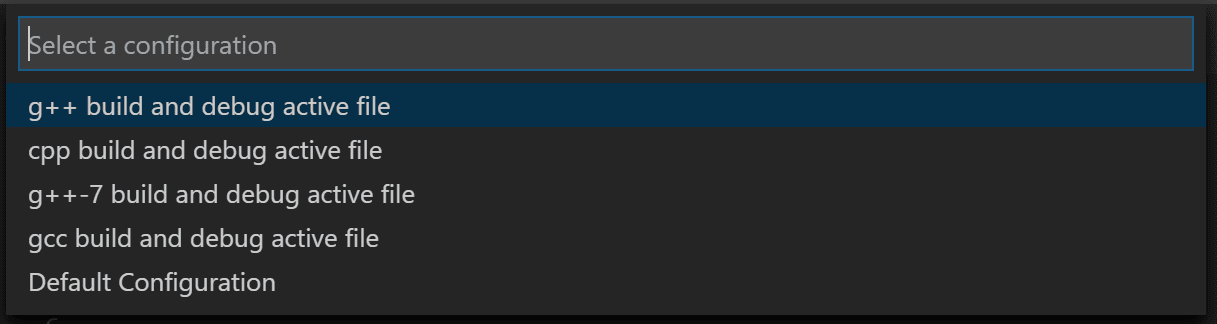 Select a configuration
g++ build and debug active file
cpp build and debug active file
g++-7 build and debug active file
gcc build and debug active file
Default Configuration